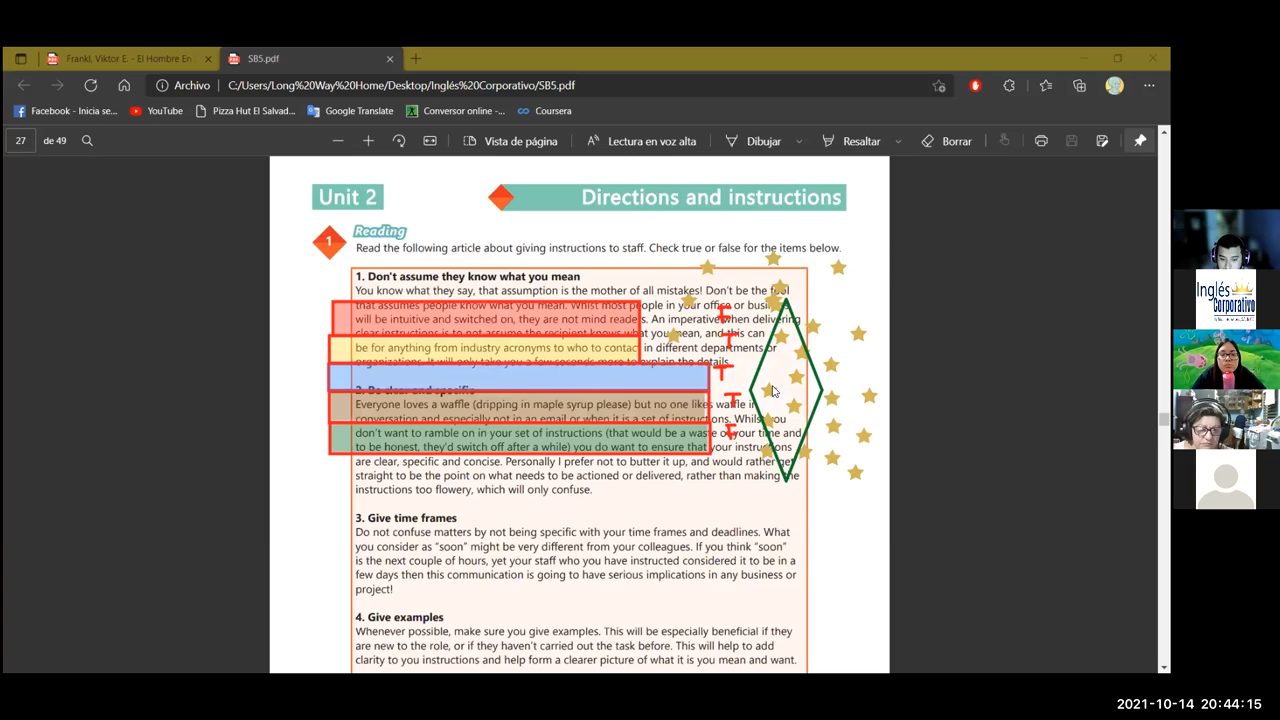 Frankl, Viktor E. - El Hombre En
SB5.pdf
Archivo
C:/Users/Long%20Way%20Home/Desktop/Inglés%20Corporativo/SB5.pdf
Facebook - Inicia se...
YouTube
Pizza Hut El Salvad...
Google Translate
Conversor online -...
Coursera
27
de 49
Vista de página
Lectura en voz alta
Dibujar
Resaltar
Borrar
Unit 2
Directions and instructions
1
Reading
Read the following article about giving instructions to staff. Check true or false for the items below.
1. Don't assume they know what you mean
You know what they say, that assumption is the mother of all mistakes! Don't be the fool
that assumes people know what you mean. Whilst most people in your office or
will be intuitive and switched on, they are not mind readers. An imperative when delivering
clear instructions is to not assume the recipient knows what you mean, and this can
be for anything from industry acronyms to who to contact in different departments or
organizations. It will only take you a few seconds more to explain the details.
2. Be clear and specific
Everyone loves a waffle (dripping in maple syrup please) but no one likes waffle in
conversation and especially not in an email or when it is a set of instructions. Whilst you
don't want to ramble on in your set of instructions (that would be a waste of your time and
to be honest, they'd switch off after a while) you do want to ensure that your instructions
are clear, specific and concise. Personally I prefer not to butter it up, and would rather get
straight to be the point on what needs to be actioned or delivered, rather than making the
instructions too flowery, which will only confuse.
3. Give time frames
Do not confuse matters by not being specific with your time frames and deadlines. What
you consider as "soon" might be very different from your colleagues. If you think "soon"
is the next couple of hours, yet your staff who you have instructed considered it to be in a
few days then this communication is going to have serious implications in any business or
project!
4. Give examples
Whenever possible, make sure you give examples. This will be especially beneficial if they
are new to the role, or if they haven't carried out the task before. This will help to add
clarity to you instructions and help form a clearer picture of what it is you mean and want.
F
T
T
T
F
Inglés
Corporativo
2021-10-14 20:44:15